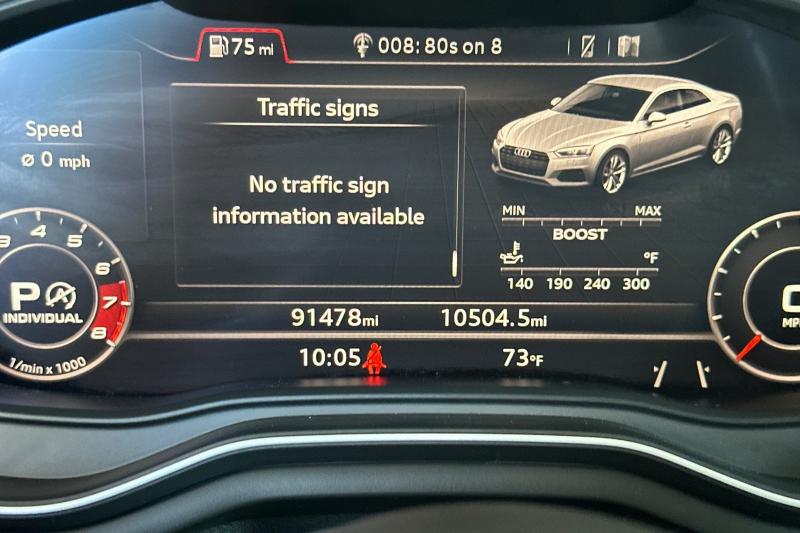 75 mi
008: 80s on 8
Traffic signs
Speed
Ø 0 mph
No traffic sign
information available
MIN MAX
BOOST
°F
140 190 240 300
3 4 5 6 7 8
P A
INDIVIDUAL
1/min x 1000
91478mi 10504.5mi
10:05 73°F